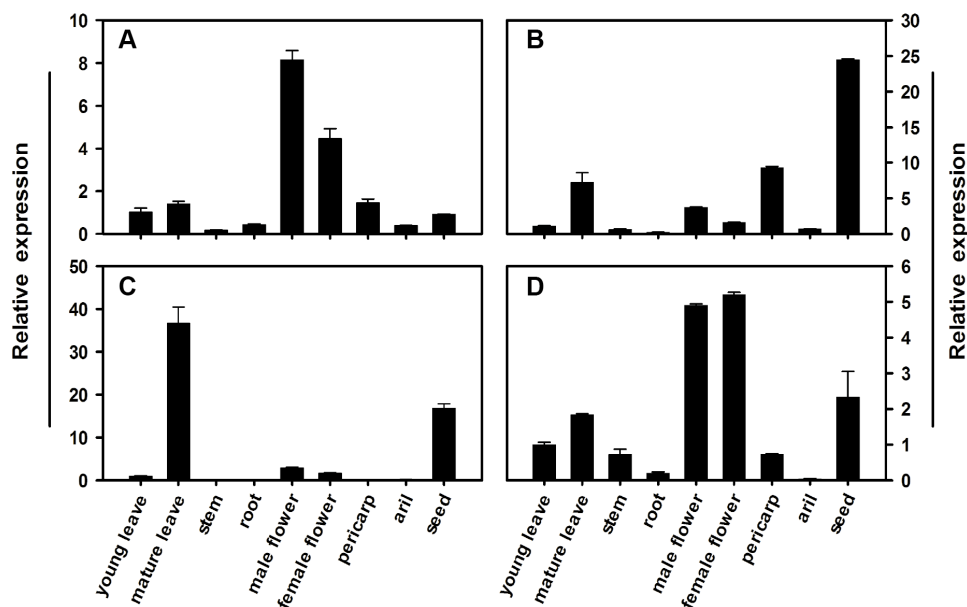 A
10
8
6
4
2
0
B
30
25
20
15
10
5
0
Relative expression
Relative expression
C
50
40
30
20
10
0
D
6
5
4
3
2
1
0
young leave
mature leave
stem
root
male flower
female flower
pericarp
aril
seed
young leave
mature leave
stem
root
male flower
female flower
pericarp
aril
seed